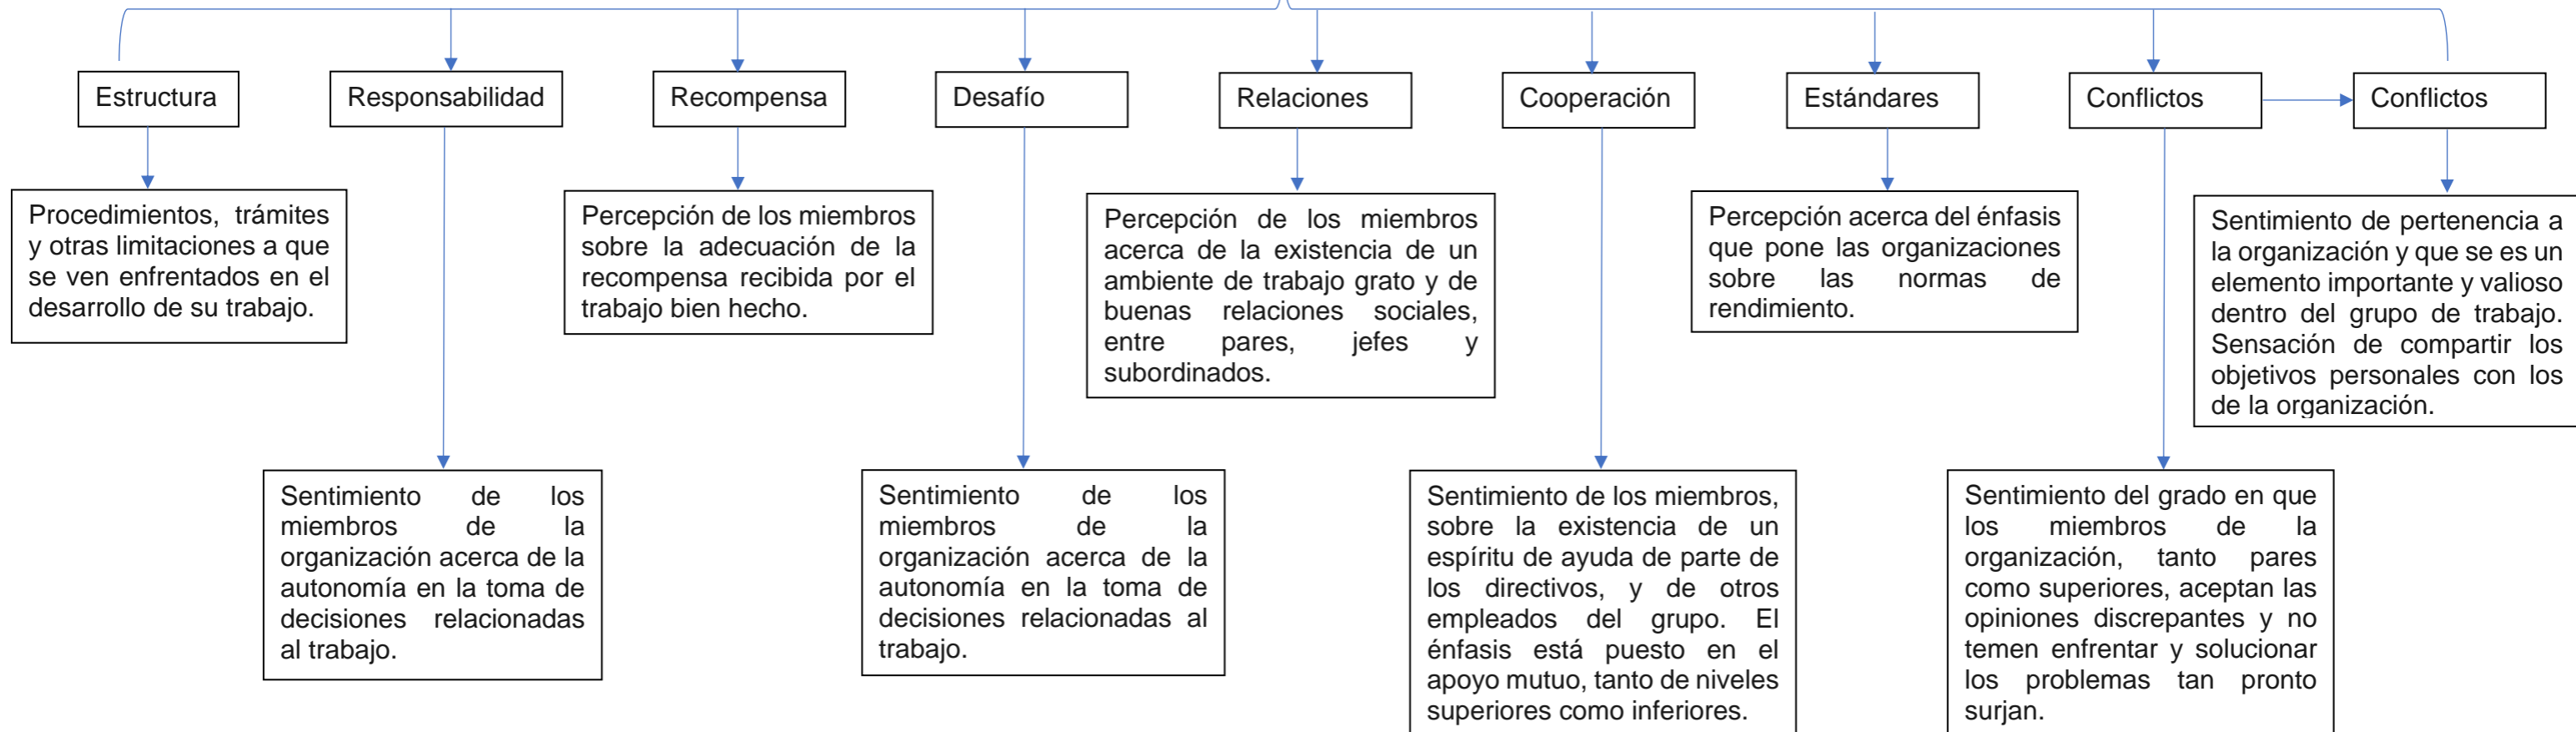 Estructura
Responsabilidad
Recompensa
Desafío
Relaciones
Cooperación
Estándares
Conflictos
Conflictos
Procedimientos, trámites
y otras limitaciones a que
se ven enfrentados en el
desarrollo de su trabajo.
Percepción de los miembros
sobre la adecuación de la
recompensa recibida por el
trabajo bien hecho.
Percepción de los miembros
acerca de la existencia de un
ambiente de trabajo grato y de
buenas relaciones sociales,
entre pares, jefes y
subordinados.
Percepción acerca del énfasis
que pone las organizaciones
sobre las normas de
rendimiento.
Sentimiento de pertenencia a
la organización y que se es un
elemento importante y valioso
dentro del grupo de trabajo.
Sensación de compartir los
objetivos personales con los
de la organización.
Sentimiento de los
miembros de la
organización acerca de la
autonomía en la toma de
decisiones relacionadas
al trabajo.
Sentimiento de los
miembros de la
organización acerca de la
autonomía en la toma de
decisiones relacionadas al
trabajo.
Sentimiento de los miembros,
sobre la existencia de un
espíritu de ayuda de parte de
los directivos, y de otros
empleados del grupo. El
énfasis está puesto en el
apoyo mutuo, tanto de niveles
superiores como inferiores.
Sentimiento del grado en que
los miembros de la
organización, tanto pares
como superiores, aceptan las
opiniones discrepantes y no
temen enfrentar y solucionar
los problemas tan pronto
surjan.